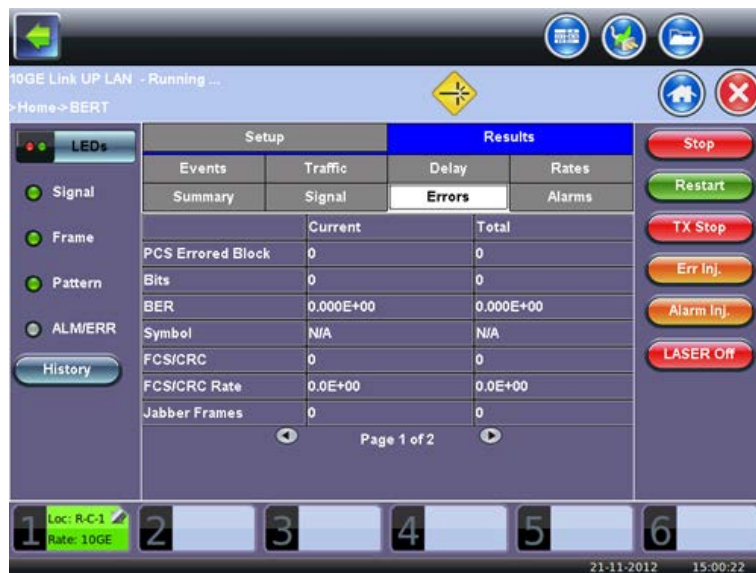 10GE Link UP LAN - Running ...
>Home->BERT
LEDs
Signal
Frame
Pattern
ALM/ERR
History
Setup Results
Events Traffic Delay Rates
Summary Signal Errors Alarms
Current Total
PCS Errored Block 0 0
Bits 0 0
BER 0.000E+00 0.000E+00
Symbol N/A N/A
FCS/CRC 0 0
FCS/CRC Rate 0.0E+00 0.0E+00
Jabber Frames 0 0
Page 1 of 2
Stop
Restart
TX Stop
Err Inj.
Alarm Inj.
LASER Off
1 Loc: R-C-1
Rate: 10GE
2
3
4
5
6
21-11-2012 15:00:22